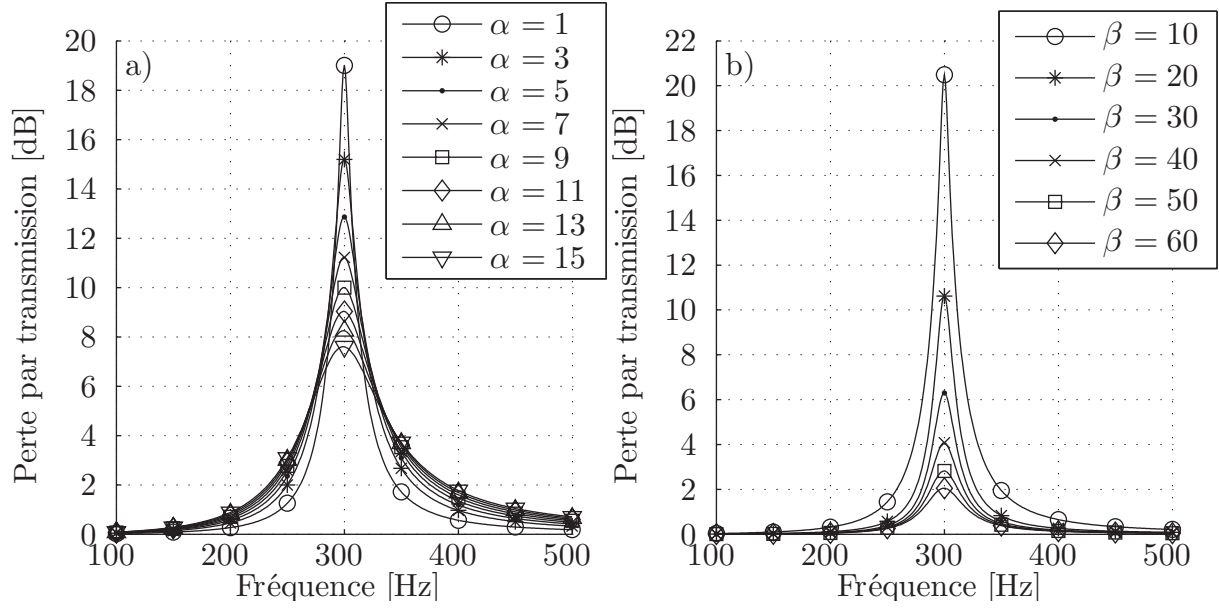 a)
Perte par transmission [dB]
20
18
16
14
12
10
8
6
4
2
0
100
200
300
400
500
Fréquence [Hz]
α = 1
α = 3
α = 5
α = 7
α = 9
α = 11
α = 13
α = 15
b)
Perte par transmission [dB]
22
20
18
16
14
12
10
8
6
4
2
0
100
200
300
400
500
Fréquence [Hz]
β = 10
β = 20
β = 30
β = 40
β = 50
β = 60